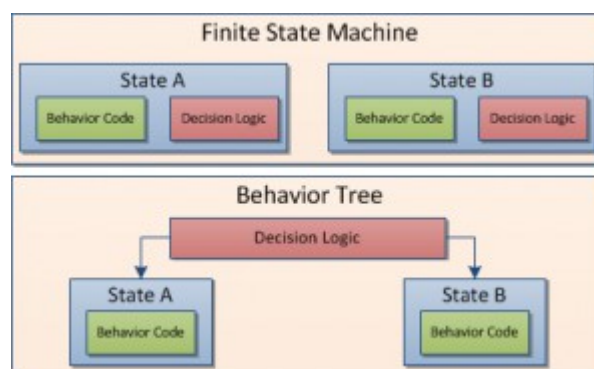 Finite State Machine
State A
State B
Behavior Code
Decision Logic
Behavior Code
Decision Logic
Behavior Tree
Decision Logic
State A
State B
Behavior Code
Behavior Code